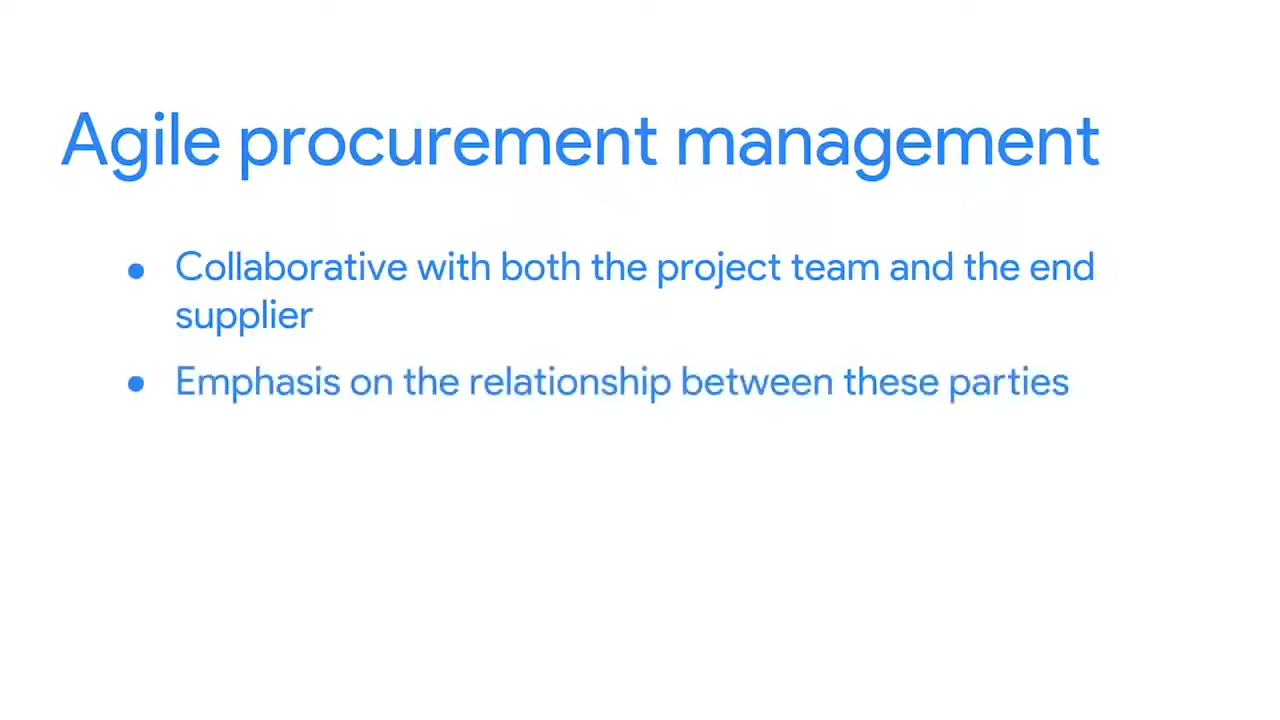 Agile procurement management
● Collaborative with both the project team and the end
supplier
● Emphasis on the relationship between these parties